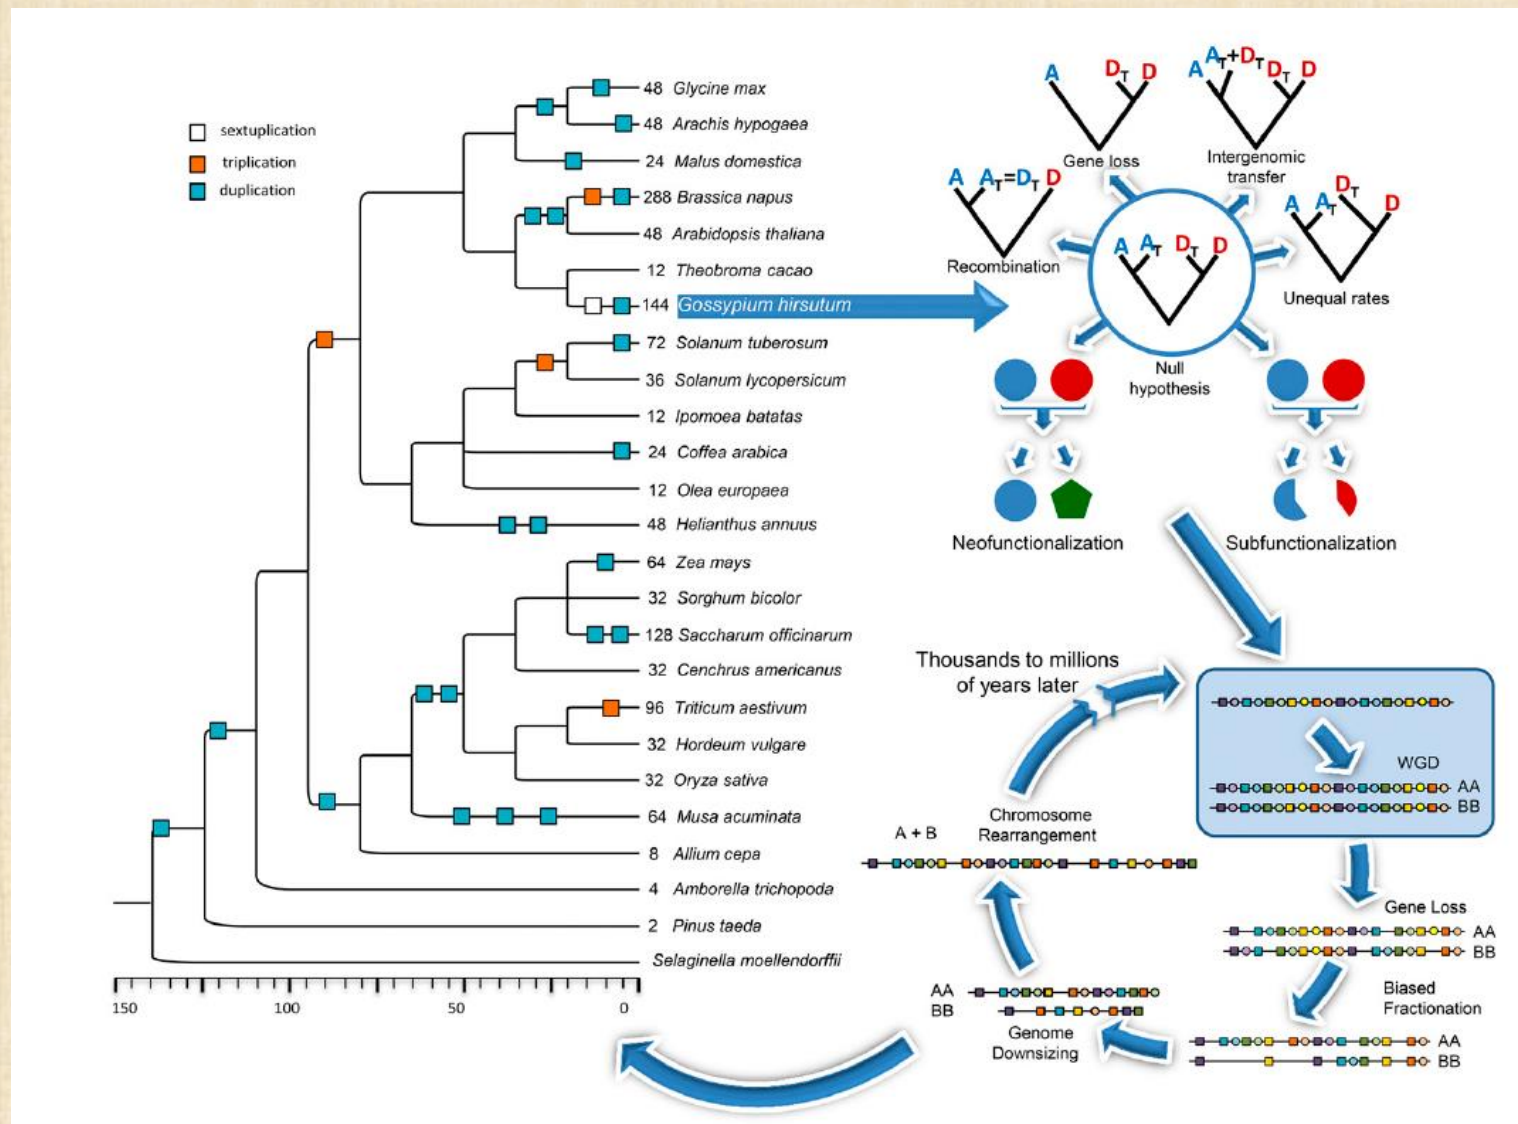 sextuplication
triplication
duplication
48 Glycine max
48 Arachis hypogaea
24 Malus domestica
288 Brassica napus
48 Arabidopsis thaliana
12 Theobroma cacao
144 Gossypium hirsutum
72 Solanum tuberosum
36 Solanum lycopersicum
12 Ipomoea batatas
24 Coffea arabica
12 Olea europaea
48 Helianthus annuus
64 Zea mays
32 Sorghum bicolor
128 Saccharum officinarum
32 Cenchrus americanus
96 Triticum aestivum
32 Hordeum vulgare
32 Oryza sativa
64 Musa acuminata
8 Allium cepa
4 Amborella trichopoda
2 Pinus taeda
Selaginella moellendorffii
150 100 50 0
A DT D
Gene loss
A AT+DT DT D
Intergenomic
transfer
A AT=DT D
Recombination
A AT DT D
Unequal rates
A AT DT D
Null
hypothesis
Neofunctionalization
Subfunctionalization
Thousands to millions
of years later
WGD
AA
BB
Gene Loss
AA
BB
Biased
Fractionation
AA
BB
Genome
Downsizing
AA
BB
Chromosome
Rearrangement
A + B